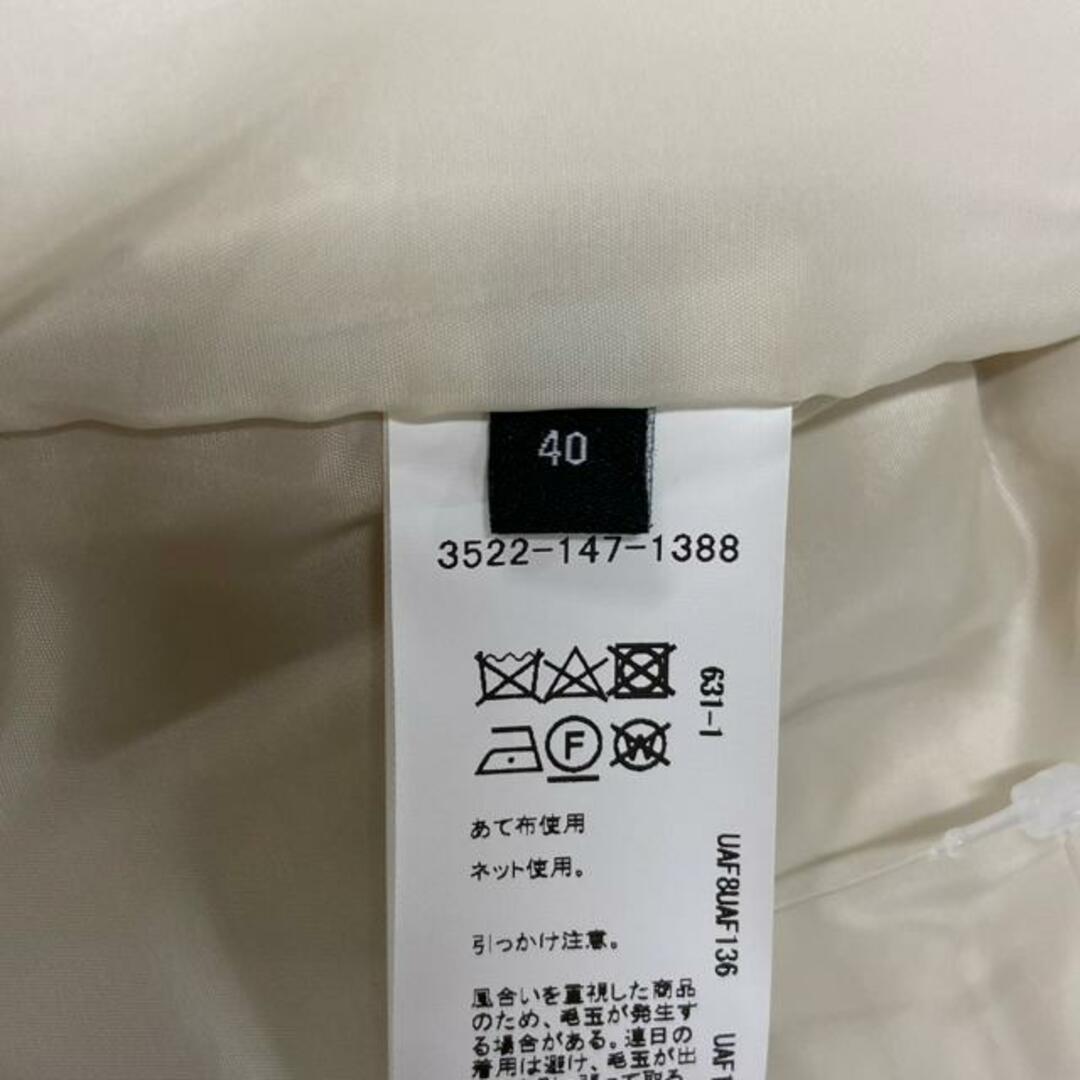 40
3522-147-1388
631-1
F
W
あて布使用
ネット使用。
UAF8UAF136
引っかけ注意。
風合いを重視した商品
のため、毛玉が発生す
る場合がある。連日の
着用は避け、毛玉が出